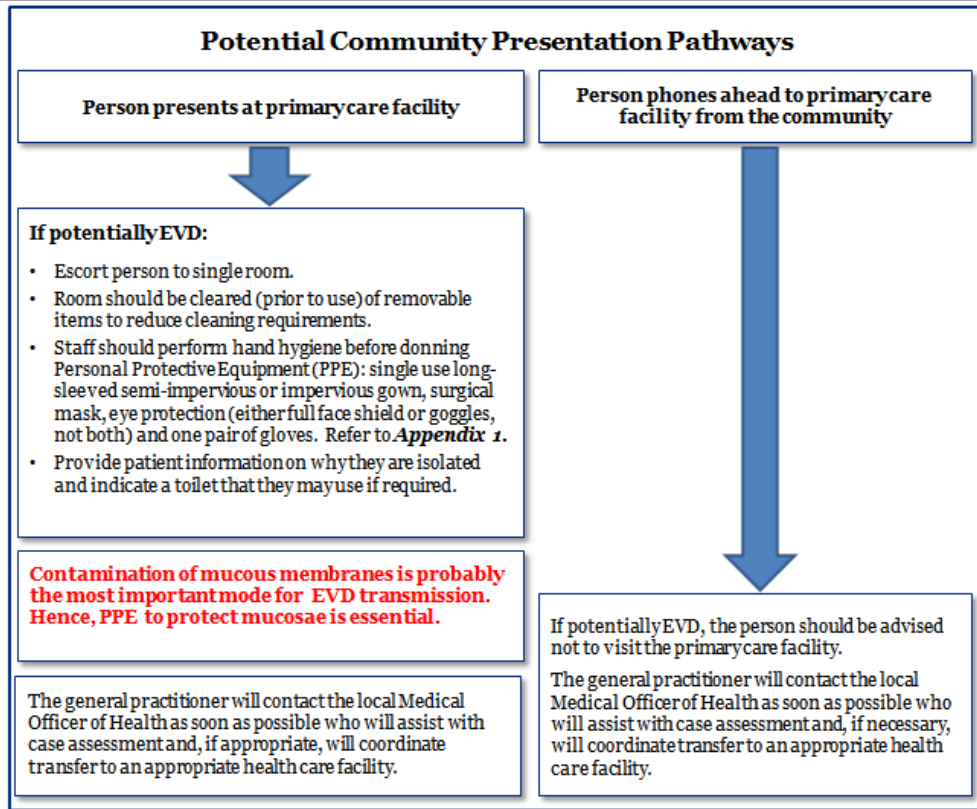 Potential Community Presentation Pathways
Person presents at primary care facility
If potentially EVD:
• Escort person to single room.
• Room should be cleared (prior to use) of removable
items to reduce cleaning requirements.
• Staff should perform hand hygiene before donning
Personal Protective Equipment (PPE): single use long-
sleeved semi-impervious or impervious gown, surgical
mask, eye protection (either full face shield or goggles,
not both) and one pair of gloves. Refer to Appendix 1.
• Provide patient information on why they are isolated
and indicate a toilet that they may use if required.
Contamination of mucous membranes is probably
the most important mode for EVD transmission.
Hence, PPE to protect mucosae is essential.
The general practitioner will contact the local Medical
Officer of Health as soon as possible who will assist with
case assessment and, if appropriate, will coordinate
transfer to an appropriate health care facility.
Person phones ahead to primary care
facility from the community
If potentially EVD, the person should be advised
not to visit the primary care facility.
The general practitioner will contact the local
Medical Officer of Health as soon as possible who
will assist with case assessment and, if necessary,
will coordinate transfer to an appropriate health
care facility.